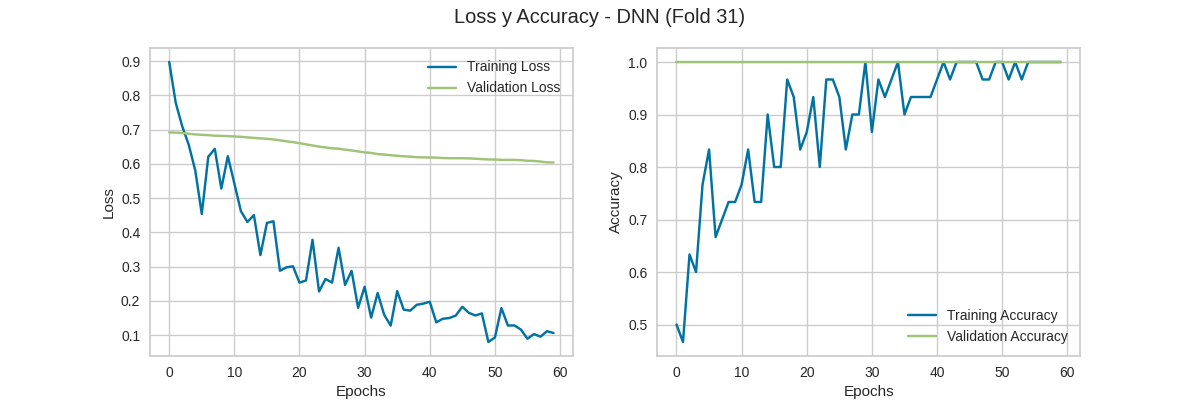 Loss y Accuracy - DNN (Fold 31)
Loss
0.9
0.8
0.7
0.6
0.5
0.4
0.3
0.2
0.1
Training Loss
Validation Loss
0 10 20 30 40 50 60
Epochs
Accuracy
1.0
0.9
0.8
0.7
0.6
0.5
Training Accuracy
Validation Accuracy
0 10 20 30 40 50 60
Epochs